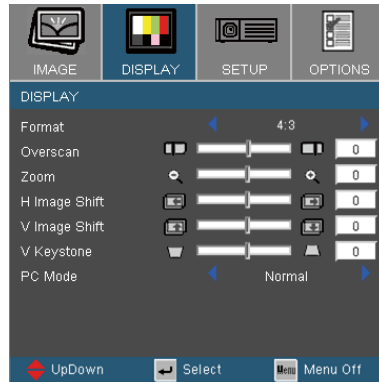 IMAGE DISPLAY SETUP OPTIONS
DISPLAY
Format 4:3
Overscan 0
Zoom 0
H Image Shift 0
V Image Shift 0
V Keystone 0
PC Mode Normal
UpDown Select Menu Menu Off